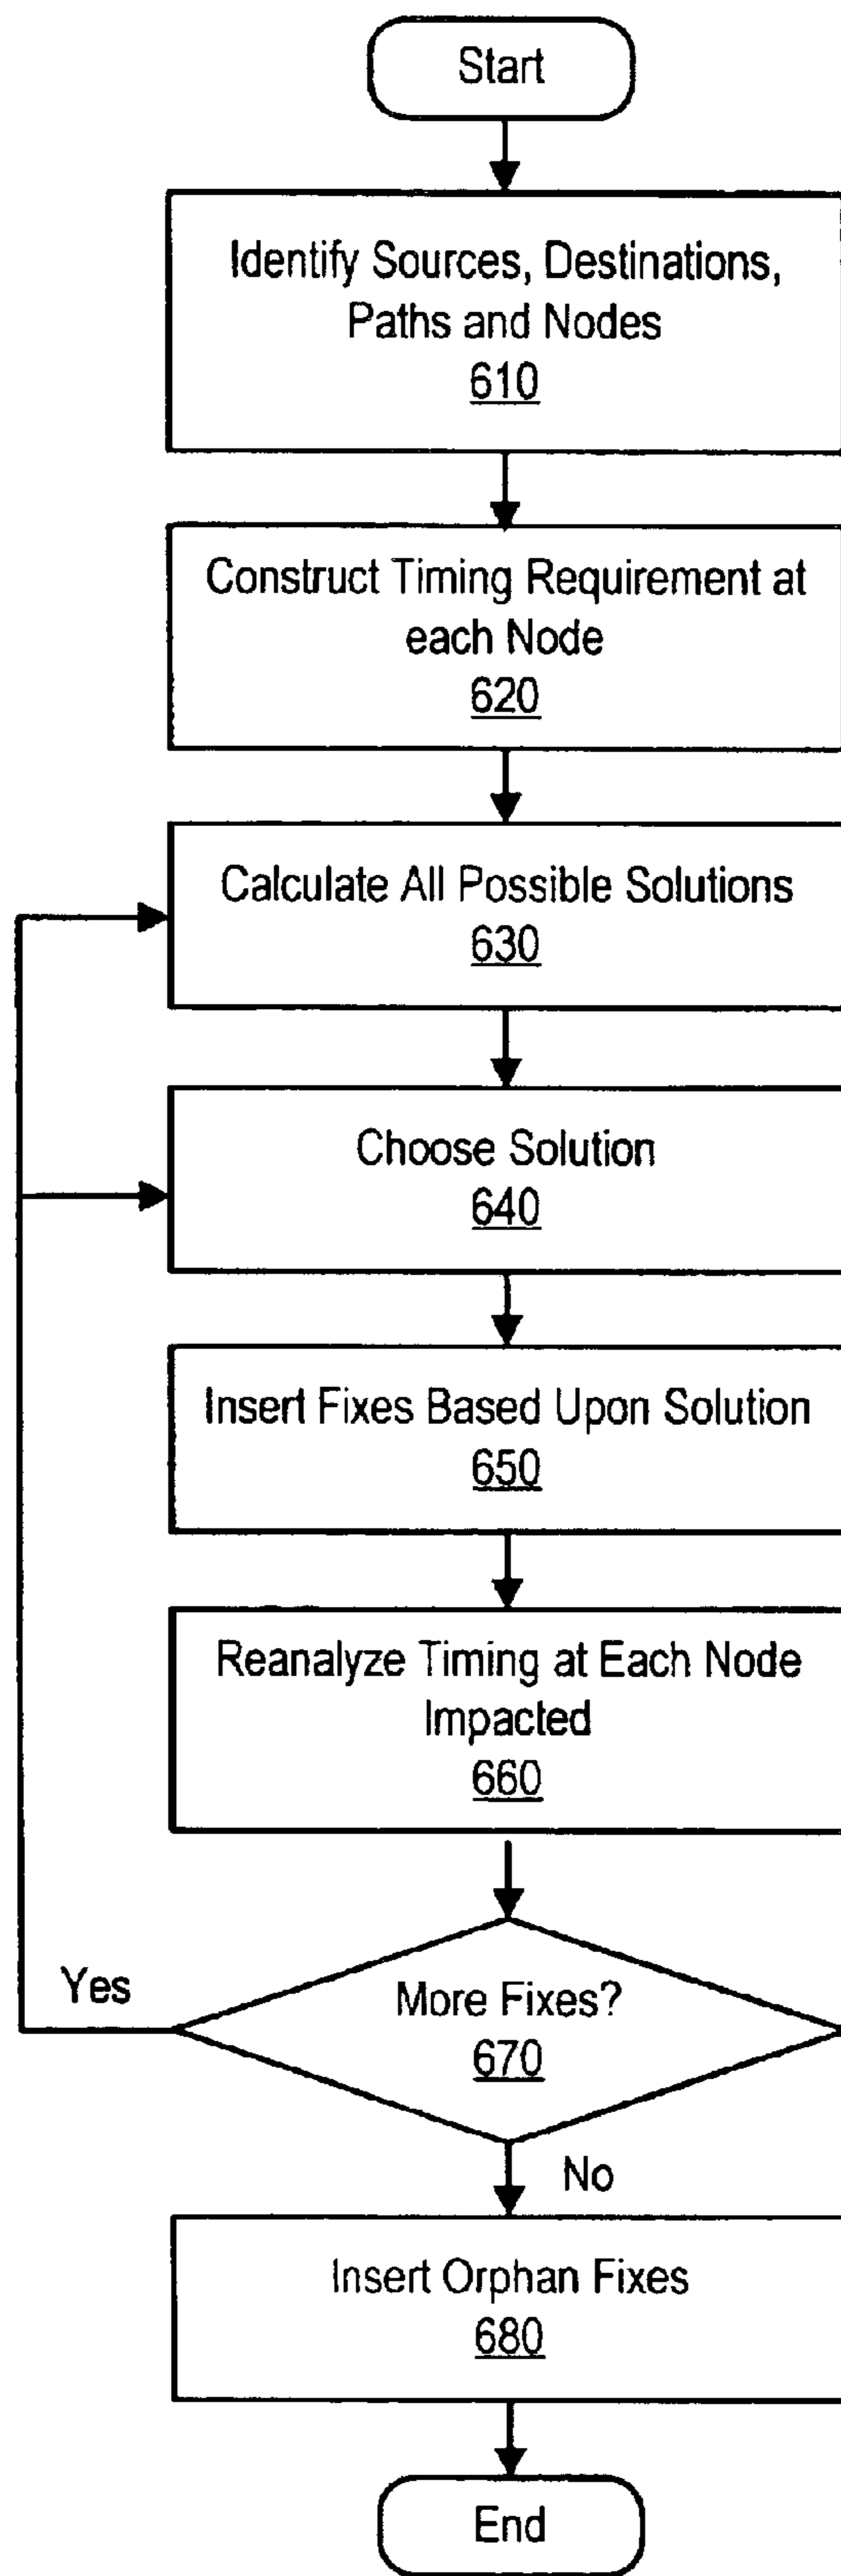 Start
Identify Sources, Destinations,
Paths and Nodes
610
Construct Timing Requirement at
each Node
620
Calculate All Possible Solutions
630
Choose Solution
640
Insert Fixes Based Upon Solution
650
Reanalyze Timing at Each Node
Impacted
660
Yes
More Fixes?
670
No
Insert Orphan Fixes
680
End